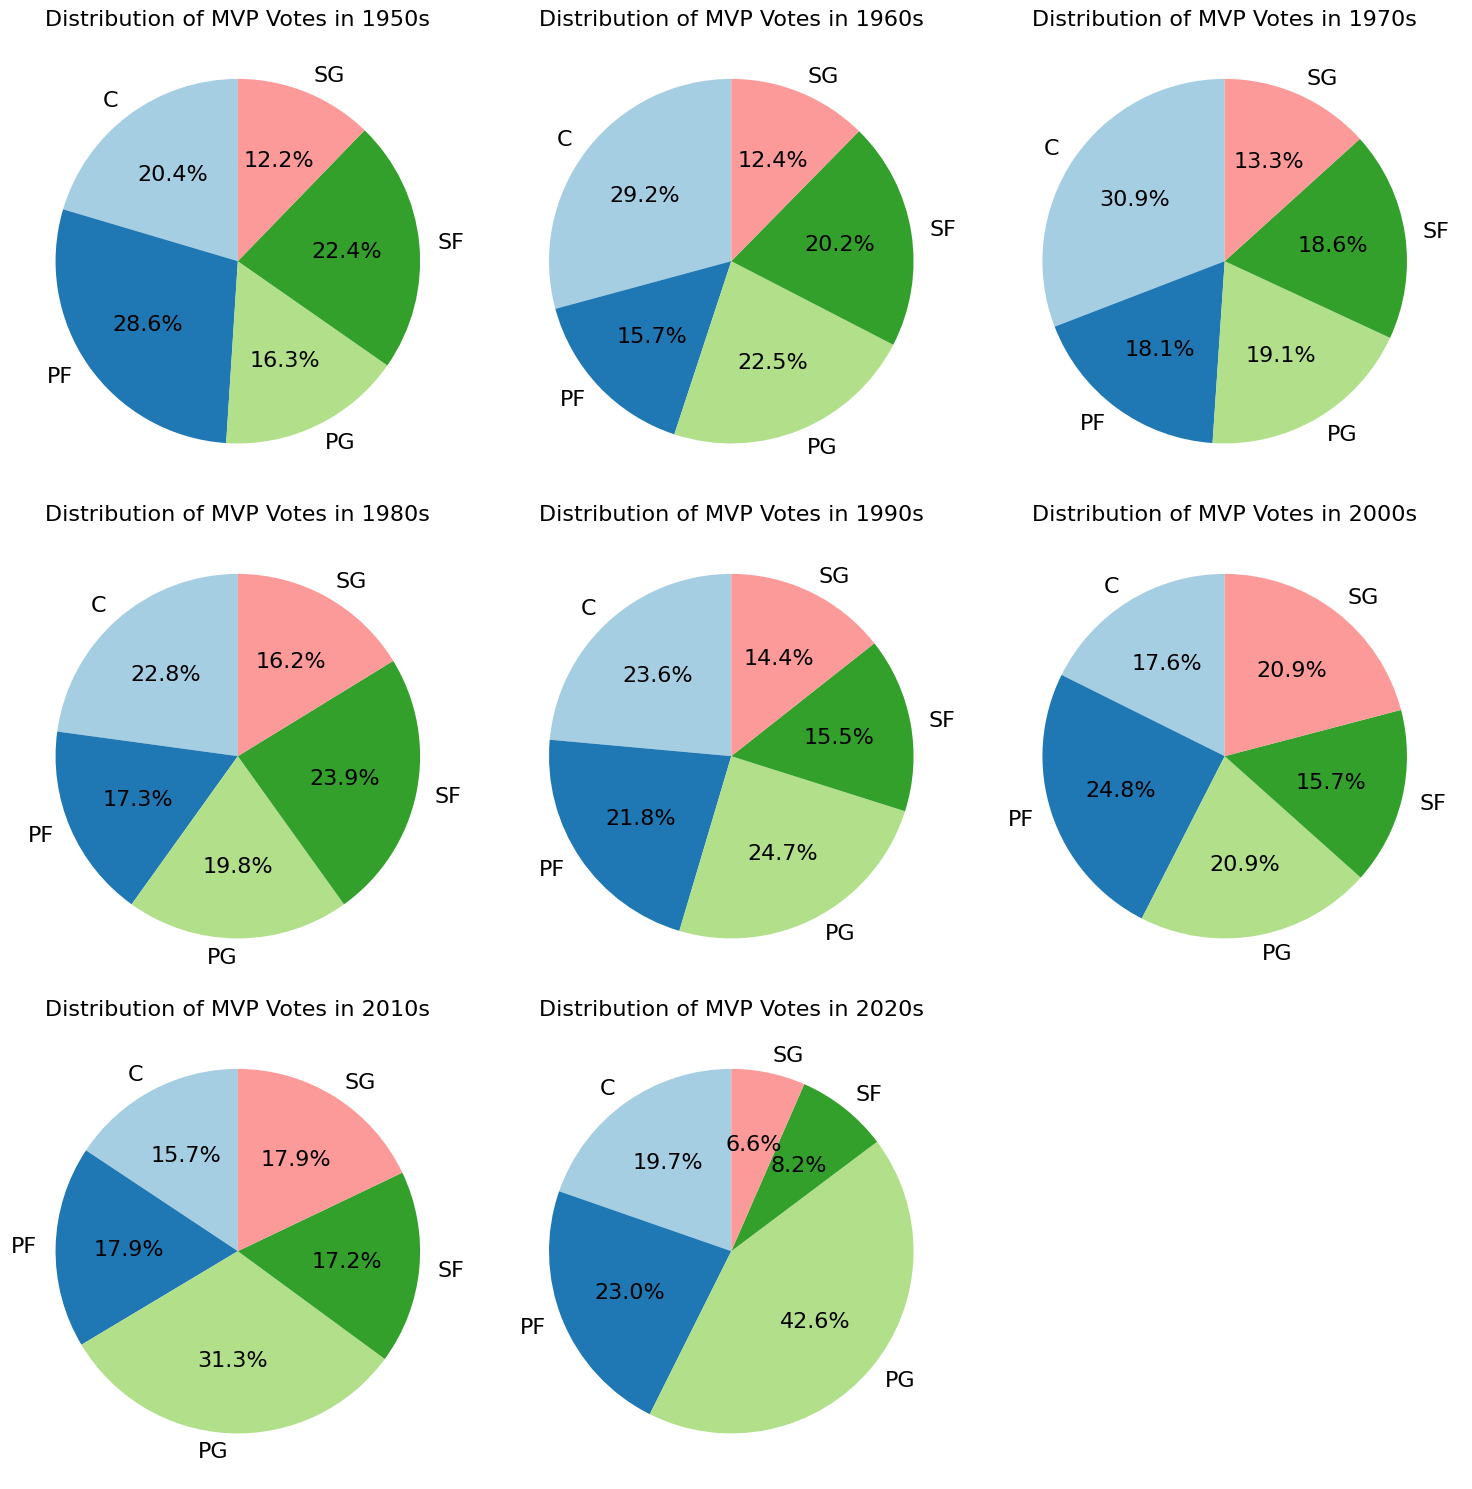 Distribution of MVP Votes in 1950s
SG
C
12.2%
20.4%
SF
22.4%
28.6%
16.3%
PF
PG
Distribution of MVP Votes in 1960s
SG
C
12.4%
29.2%
SF
20.2%
15.7%
22.5%
PF
PG
Distribution of MVP Votes in 1970s
SG
C
13.3%
30.9%
SF
18.6%
18.1%
19.1%
PF
PG
Distribution of MVP Votes in 1980s
SG
C
16.2%
22.8%
23.9%
SF
17.3%
PF
19.8%
PG
Distribution of MVP Votes in 1990s
SG
C
14.4%
23.6%
SF
15.5%
21.8%
24.7%
PF
PG
Distribution of MVP Votes in 2000s
C
SG
17.6%
20.9%
15.7%
24.8%
SF
PF
20.9%
PG
Distribution of MVP Votes in 2010s
C
SG
15.7%
17.9%
PF
17.9%
17.2%
SF
31.3%
PG
Distribution of MVP Votes in 2020s
SG
C
SF
6.6%
19.7%
8.2%
23.0%
PF
42.6%
PG